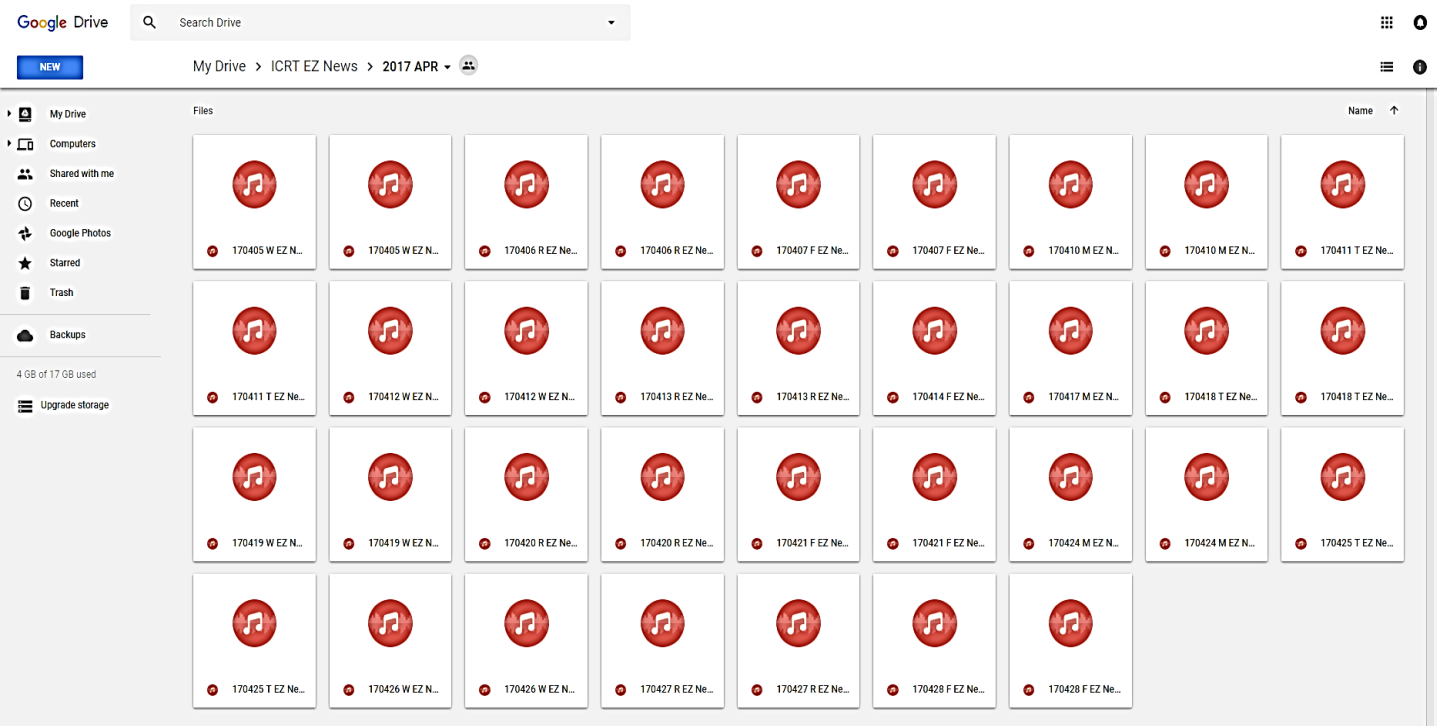 Google Drive
Search Drive
NEW
My Drive > ICRT EZ News > 2017 APR
My Drive
Computers
Shared with me
Recent
Google Photos
Starred
Trash
Backups
4 GB of 17 GB used
Upgrade storage
Files Name
170405 W EZ N... 170405 W EZ N... 170406 R EZ Ne... 170406 R EZ Ne... 170407 F EZ Ne... 170407 F EZ Ne... 170410 M EZ N... 170410 M EZ N... 170411 T EZ Ne...
170411 T EZ Ne... 170412 W EZ N... 170412 W EZ N... 170413 R EZ Ne... 170413 R EZ Ne... 170414 F EZ Ne... 170417 M EZ N... 170418 T EZ Ne... 170418 T EZ Ne...
170419 W EZ N... 170419 W EZ N... 170420 R EZ Ne... 170420 R EZ Ne... 170421 F EZ Ne... 170421 F EZ Ne... 170424 M EZ N... 170424 M EZ N... 170425 T EZ Ne...
170425 T EZ Ne... 170426 W EZ N... 170426 W EZ N... 170427 R EZ Ne... 170427 R EZ Ne... 170428 F EZ Ne... 170428 F EZ Ne...